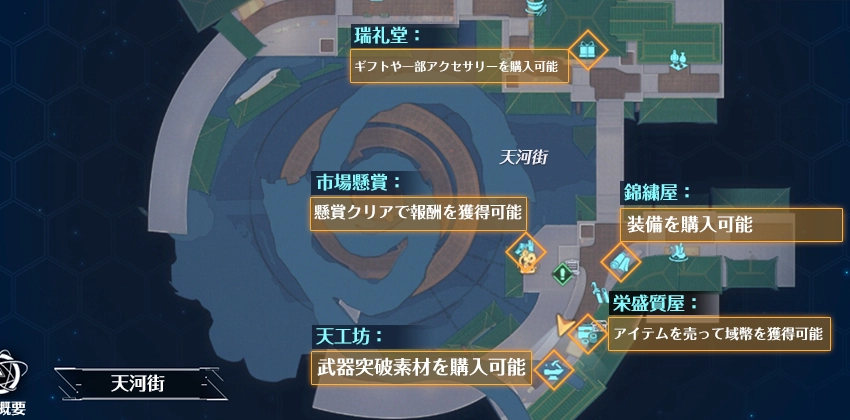 瑞礼堂：
ギフトや一部アクセサリーを購入可能
天河街
市場懸賞：
懸賞クリアで報酬を獲得可能
錦繍屋：
装備を購入可能
栄盛質屋：
アイテムを売って域幣を獲得可能
天工坊：
武器突破素材を購入可能
天河街
概要